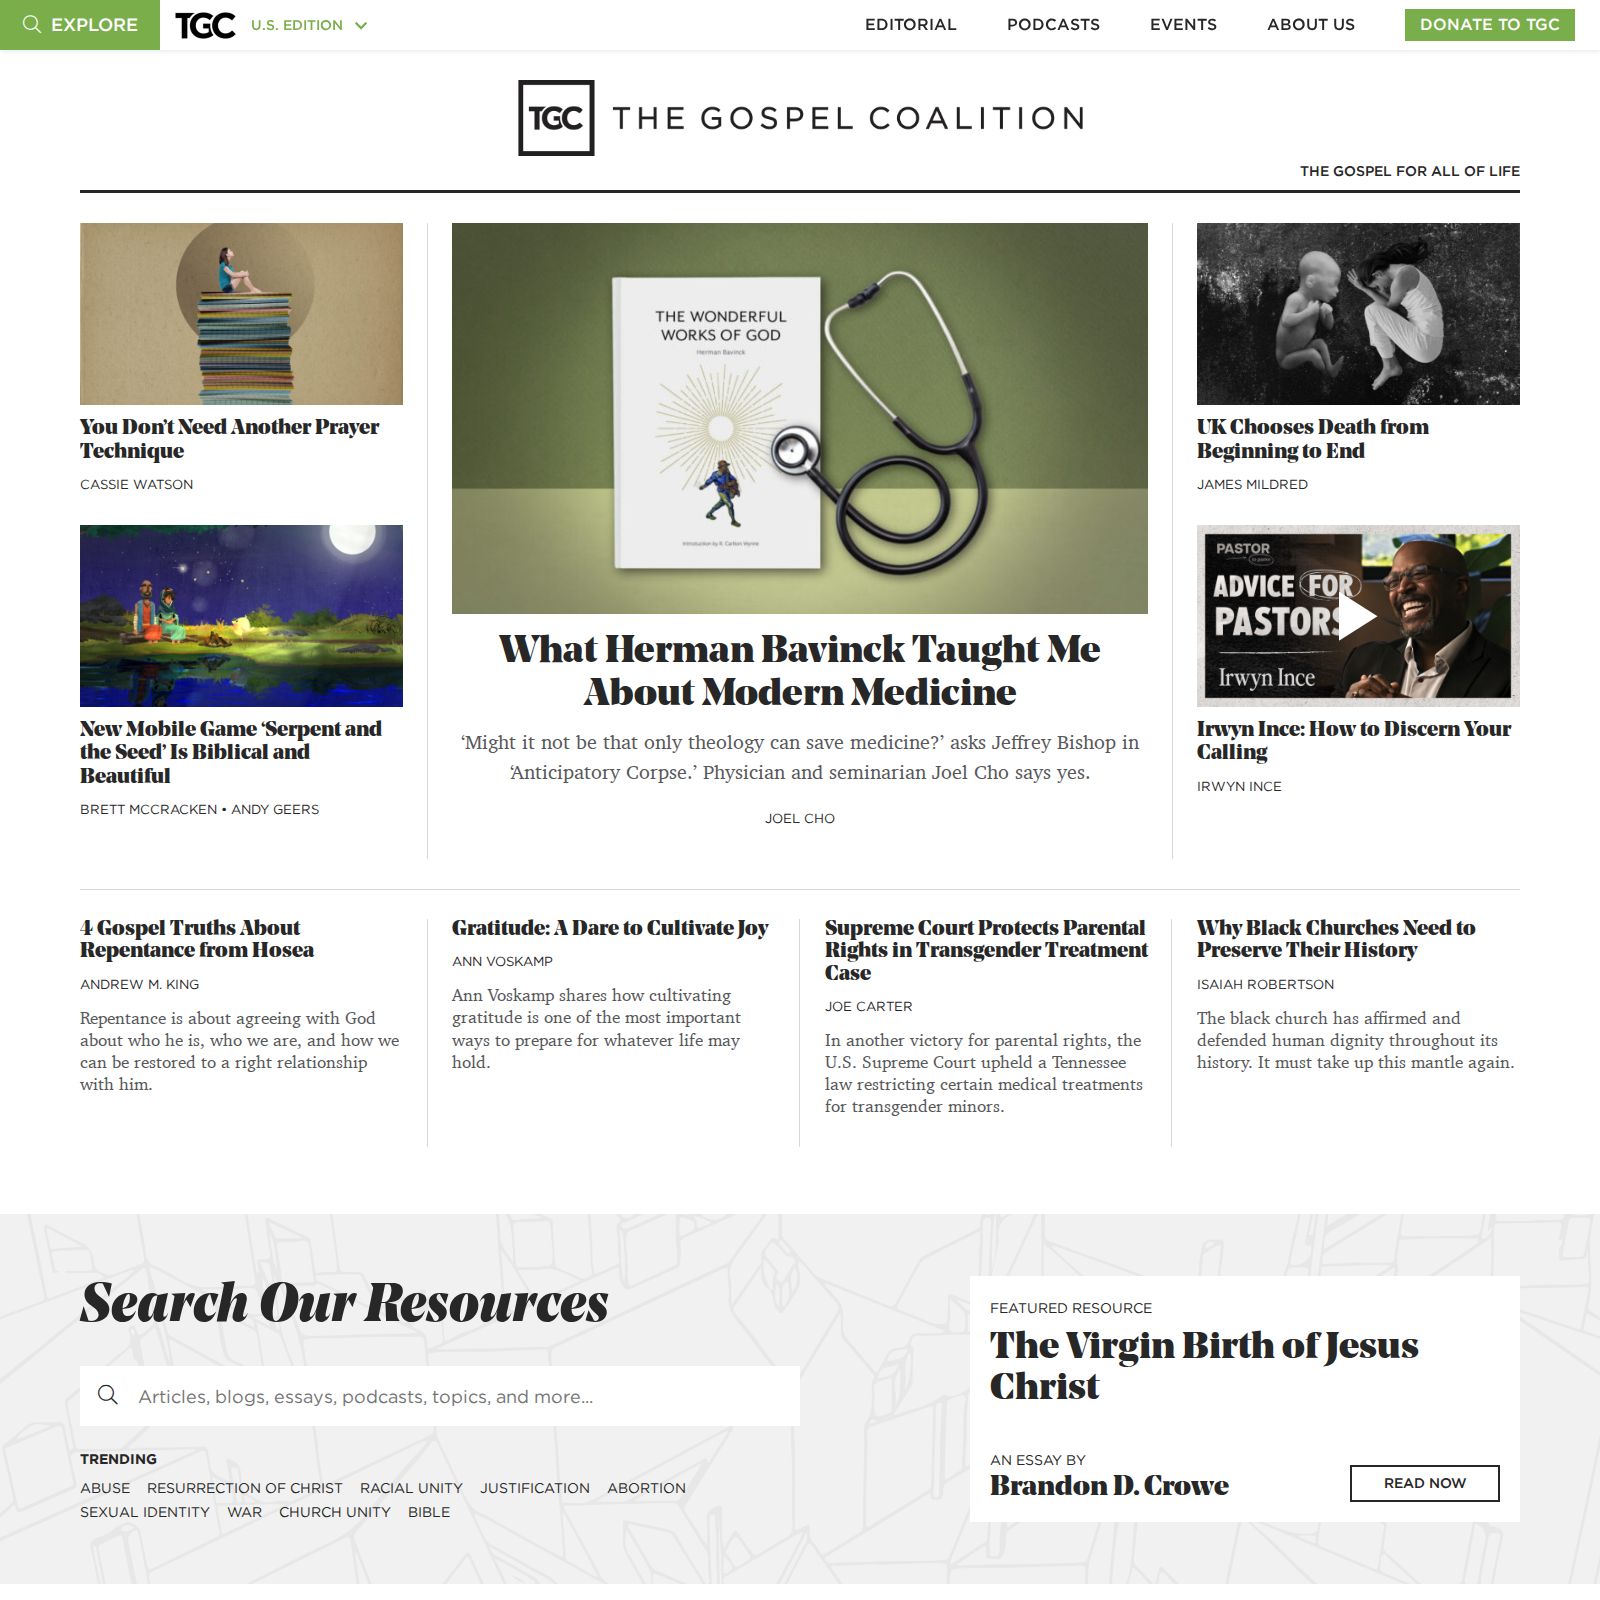 EXPLORE
TGC
U.S. EDITION
EDITORIAL
PODCASTS
EVENTS
ABOUT US
DONATE TO TGC
TGC
THE GOSPEL COALITION
THE GOSPEL FOR ALL OF LIFE
You Don't Need Another Prayer
Technique
CASSIE WATSON
New Mobile Game ‘Serpent and
the Seed’ Is Biblical and
Beautiful
BRETT MCCRACKEN • ANDY GEERS
THE WONDERFUL
WORKS OF GOD
Herman Bavinck
Introduction by R. Carlton Wynne
What Herman Bavinck Taught Me
About Modern Medicine
‘Might it not be that only theology can save medicine?’ asks Jeffrey Bishop in
‘Anticipatory Corpse.’ Physician and seminarian Joel Cho says yes.
JOEL CHO
UK Chooses Death from
Beginning to End
JAMES MILDRED
PASTOR
ADVICE FOR
PASTORS
Irwyn Ince
Irwyn Ince: How to Discern Your
Calling
IRWYN INCE
4 Gospel Truths About
Repentance from Hosea
ANDREW M. KING
Repentance is about agreeing with God
about who he is, who we are, and how we
can be restored to a right relationship
with him.
Gratitude: A Dare to Cultivate Joy
ANN VOSKAMP
Ann Voskamp shares how cultivating
gratitude is one of the most important
ways to prepare for whatever life may
hold.
Supreme Court Protects Parental
Rights in Transgender Treatment
Case
JOE CARTER
In another victory for parental rights, the
U.S. Supreme Court upheld a Tennessee
law restricting certain medical treatments
for transgender minors.
Why Black Churches Need to
Preserve Their History
ISAIAH ROBERTSON
The black church has affirmed and
defended human dignity throughout its
history. It must take up this mantle again.
Search Our Resources
Articles, blogs, essays, podcasts, topics, and more...
TRENDING
ABUSE RESURRECTION OF CHRIST RACIAL UNITY JUSTIFICATION ABORTION
SEXUAL IDENTITY WAR CHURCH UNITY BIBLE
FEATURED RESOURCE
The Virgin Birth of Jesus
Christ
AN ESSAY BY
Brandon D. Crowe
READ NOW